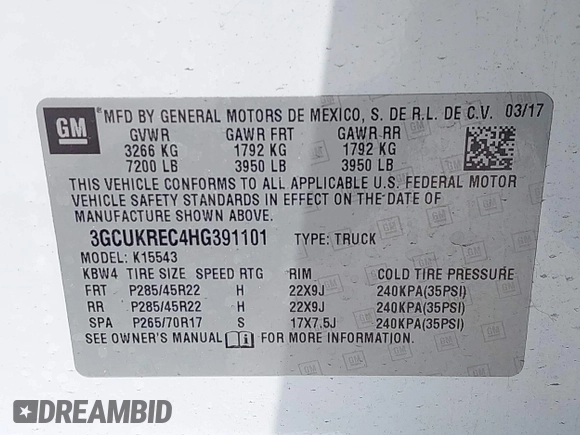 GM
MFD BY GENERAL MOTORS DE MEXICO, S. DE R.L. DE C.V. 03/17
GVWR GAWR FRT GAWR RR
3266 KG 1792 KG 1792 KG
7200 LB 3950 LB 3950 LB
THIS VEHICLE CONFORMS TO ALL APPLICABLE U.S. FEDERAL MOTOR
VEHICLE SAFETY STANDARDS IN EFFECT ON THE DATE OF
MANUFACTURE SHOWN ABOVE.
3GCUKREC4HG391101 TYPE: TRUCK
MODEL: K15543
KBW4 TIRE SIZE SPEED RTG RIM COLD TIRE PRESSURE
FRT P285/45R22 H 22X9J 240KPA(35PSI)
RR P285/45R22 H 22X9J 240KPA(35PSI)
SPA P265/70R17 S 17X7.5J 240KPA(35PSI)
SEE OWNER'S MANUAL FOR MORE INFORMATION.
DREAMBID